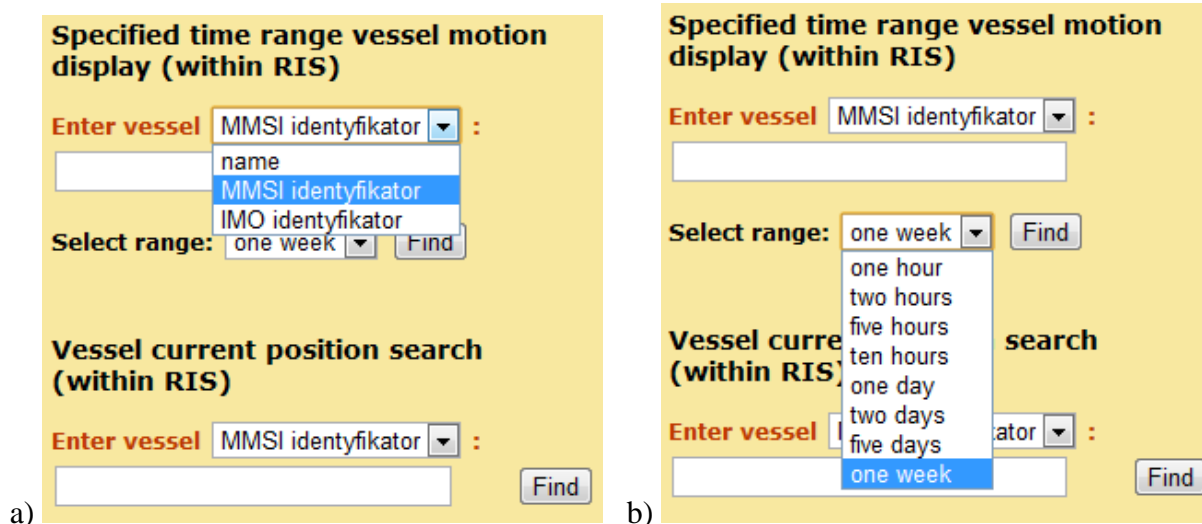 Specified time range vessel motion
display (within RIS)
Enter vessel MMSI identyfikator :
name
MMSI identyfikator
IMO identyfikator
Select range: one week Find
Vessel current position search
(within RIS)
Enter vessel MMSI identyfikator :
Find
a)
Specified time range vessel motion
display (within RIS)
Enter vessel MMSI identyfikator :
Select range: one week Find
one hour
two hours
five hours
ten hours
one day
two days
five days
one week
Vessel curre search
(within RIS)
Enter vessel ator :
Find
b)